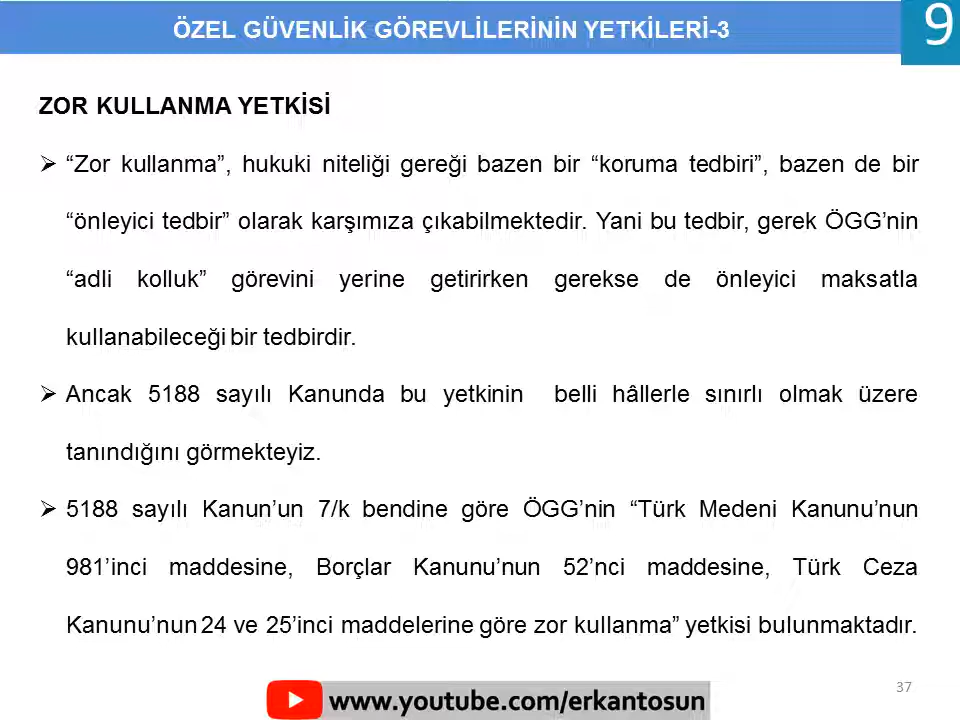 ÖZEL GÜVENLİK GÖREVLİLERİNİN YETKİLERİ-3
9
ZOR KULLANMA YETKİSİ
➢ “Zor kullanma”, hukuki niteliği gereği bazen bir “koruma tedbiri”, bazen de bir
“önleyici tedbir” olarak karşımıza çıkabilmektedir. Yani bu tedbir, gerek ÖGG’nin
“adli kolluk” görevini yerine getirirken gerekse de önleyici maksatla
kullanabileceği bir tedbirdir.
➢ Ancak 5188 sayılı Kanunda bu yetkinin belli hâllerle sınırlı olmak üzere
tanındığını görmekteyiz.
➢ 5188 sayılı Kanun’un 7/k bendine göre ÖGG’nin “Türk Medeni Kanunu’nun
981’inci maddesine, Borçlar Kanunu’nun 52’nci maddesine, Türk Ceza
Kanunu’nun 24 ve 25’inci maddelerine göre zor kullanma” yetkisi bulunmaktadır.
37
www.youtube.com/erkantosun